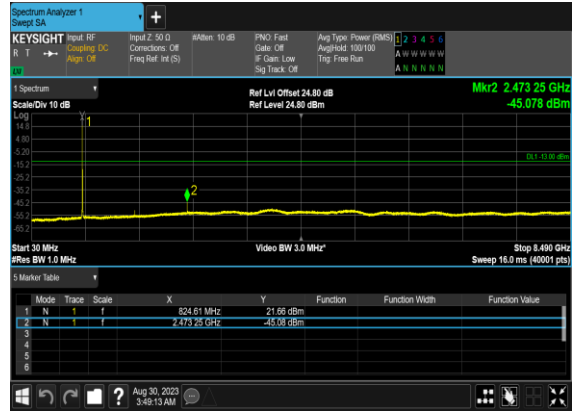 Spectrum Analyzer 1
Swept SA
+
KEYSIGHT Input: RF Input Z: 50 Ω #Atten: 10 dB PNO: Fast Avg Type: Power (RMS) 1 2 3 4 5 6
R T Coupling: DC Corrections: Off Gate: Off Avg|Hold: 100/100 A W W W W W
Align: Off Freq Ref: Int (S) IF Gain: Low Trig: Free Run
Sig Track: Off A N N N N N
1 Spectrum Ref Lvl Offset 24.80 dB Mkr2 2.473 25 GHz
Scale/Div 10 dB Ref Level 24.80 dBm -45.078 dBm
Log
14.8
1
4.80
-5.20
DL1 -13.00 dBm
-15.2
-25.2
-35.2
2
-45.2
-55.2
-65.2
Start 30 MHz Video BW 3.0 MHz* Stop 8.490 GHz
#Res BW 1.0 MHz Sweep 16.0 ms (40001 pts)
5 Marker Table
Mode Trace Scale X Y Function Function Width Function Value
1 N 1 f 824.61 MHz 21.66 dBm
2 N 1 f 2.473 25 GHz -45.08 dBm
3
4
5
6
? Aug 30, 2023
3:49:13 AM